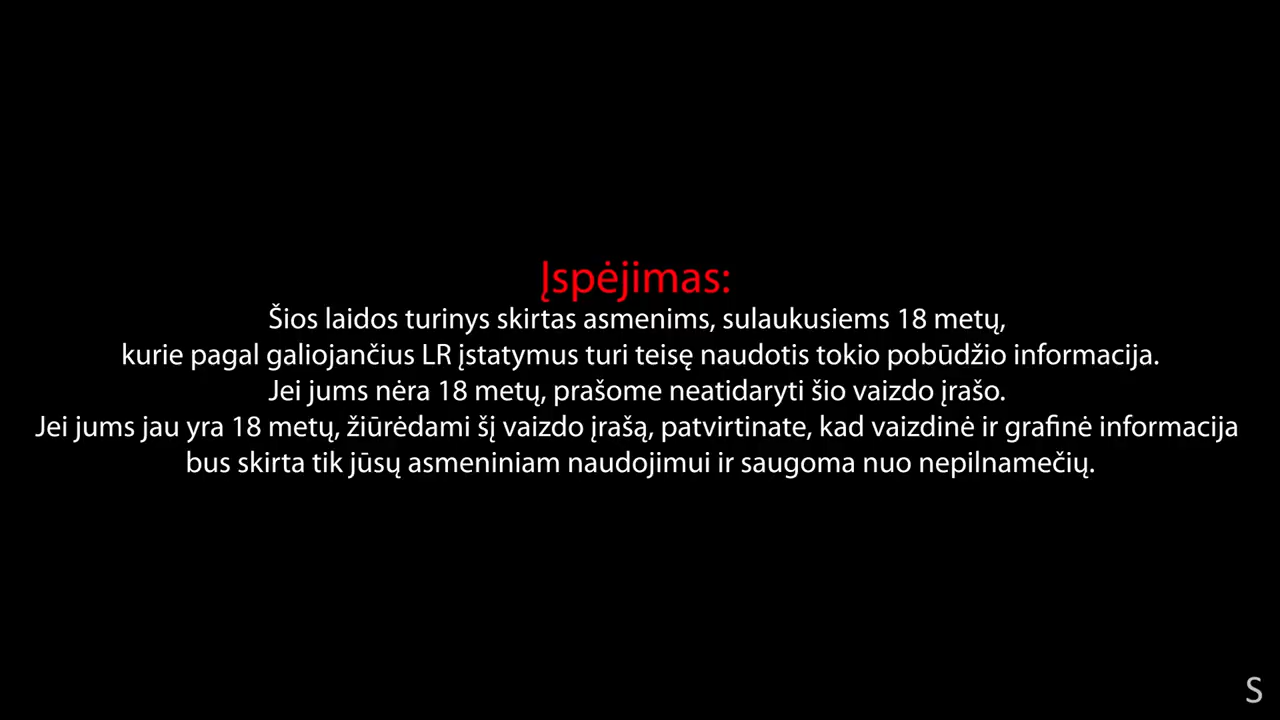 Įspėjimas:
Šios laidos turinys skirtas asmenims, sulaukusiems 18 metų,
kurie pagal galiojančius LR įstatymus turi teisę naudotis tokio pobūdžio informacija.
Jei jums nėra 18 metų, prašome neatidaryti šio vaizdo įrašo.
Jei jums jau yra 18 metų, žiūrėdami šį vaizdo įrašą, patvirtinate, kad vaizdinė ir grafinė informacija
bus skirta tik jūsų asmeniniam naudojimui ir saugoma nuo nepilnamečių.
S